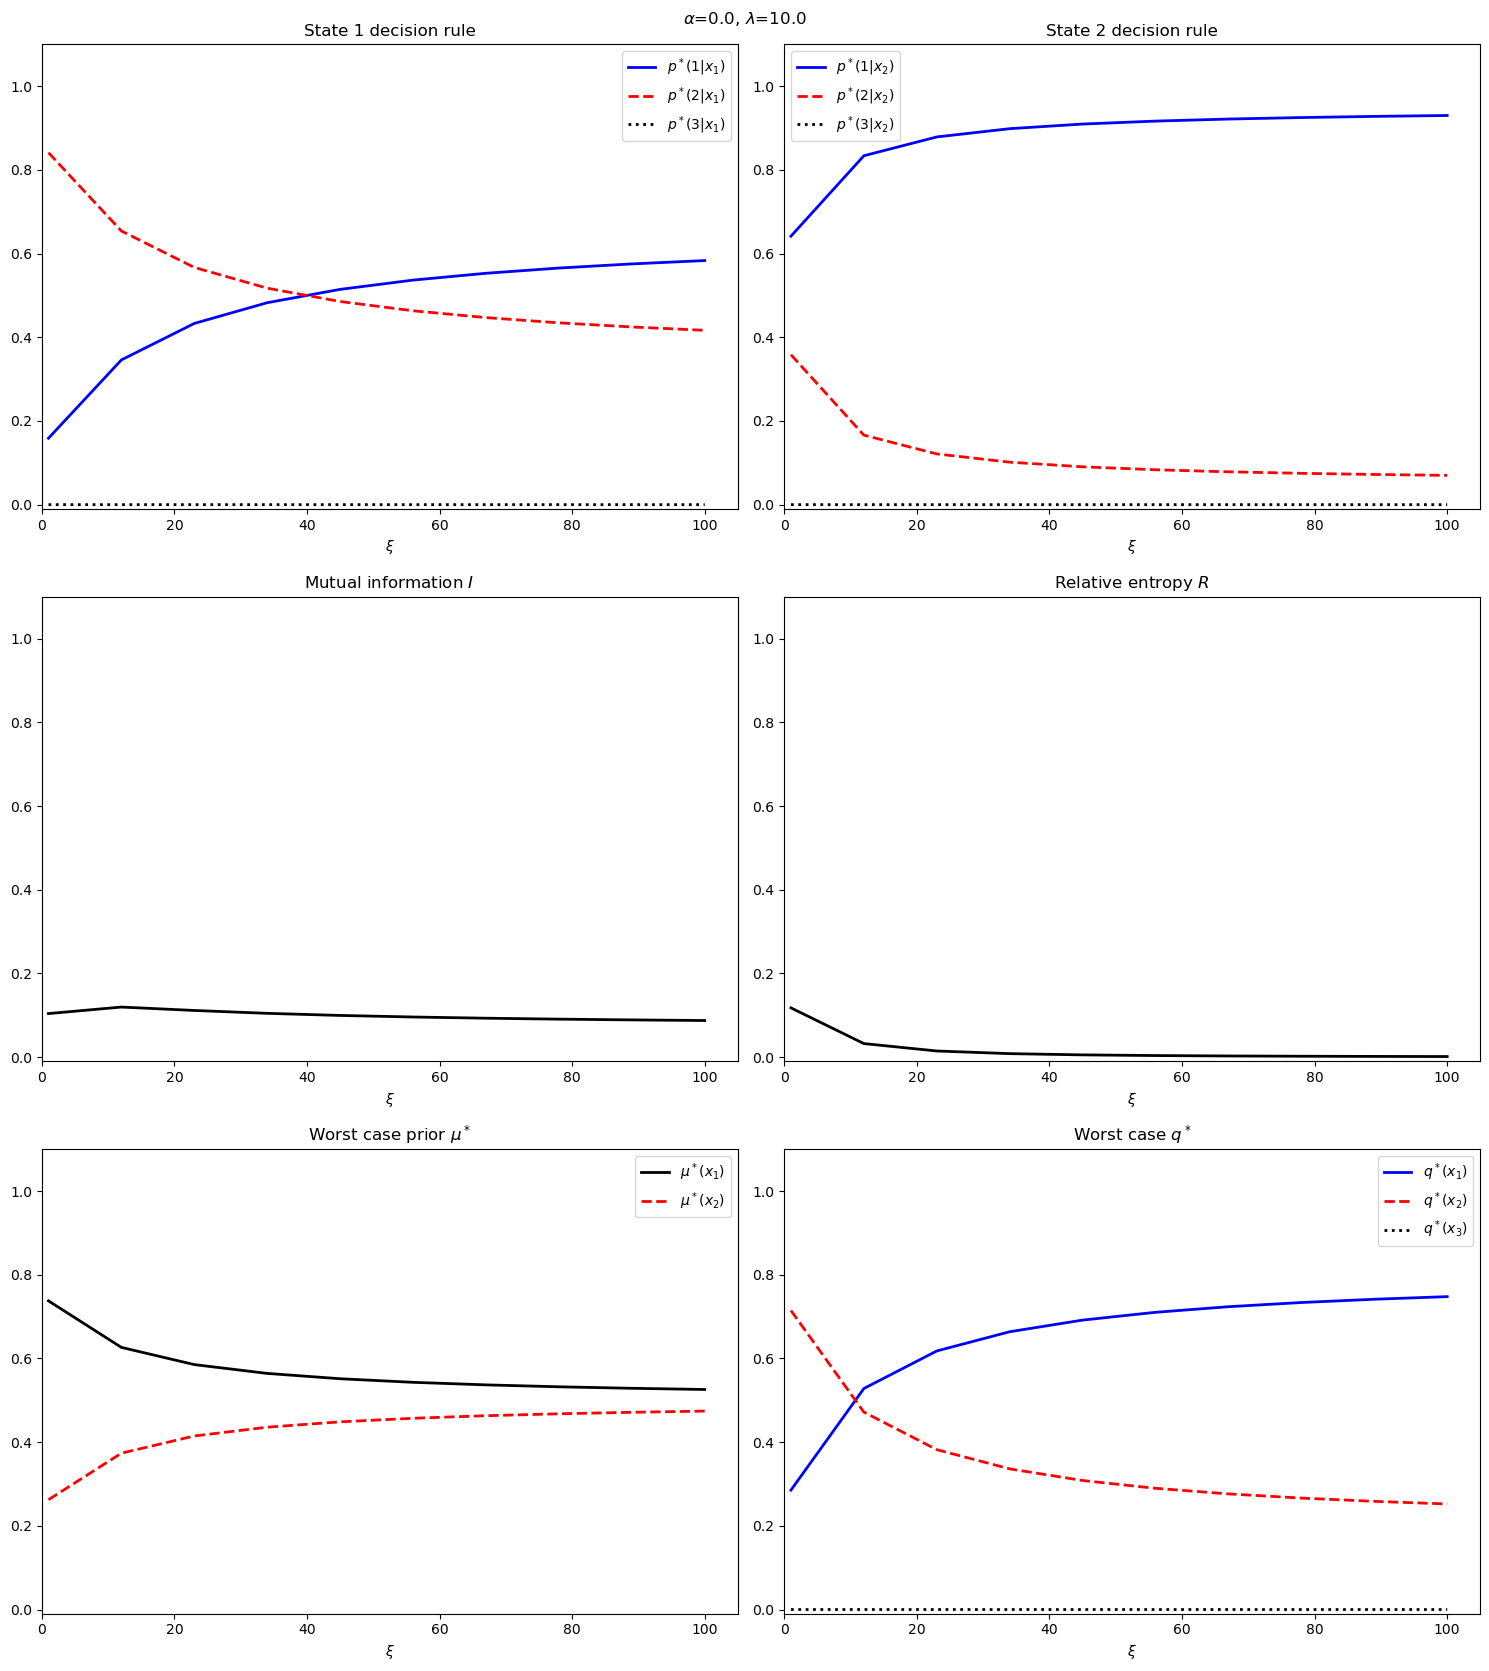 α=0.0, λ=10.0
State 1 decision rule
1.0
0.8
0.6
0.4
0.2
0.0
0 20 40 60 80 100
ξ
p*(1|x₁)
p*(2|x₁)
p*(3|x₁)
State 2 decision rule
1.0
0.8
0.6
0.4
0.2
0.0
0 20 40 60 80 100
ξ
p*(1|x₂)
p*(2|x₂)
p*(3|x₂)
Mutual information I
1.0
0.8
0.6
0.4
0.2
0.0
0 20 40 60 80 100
ξ
Relative entropy R
1.0
0.8
0.6
0.4
0.2
0.0
0 20 40 60 80 100
ξ
Worst case prior μ*
1.0
0.8
0.6
0.4
0.2
0.0
0 20 40 60 80 100
ξ
μ*(x₁)
μ*(x₂)
Worst case q*
1.0
0.8
0.6
0.4
0.2
0.0
0 20 40 60 80 100
ξ
q*(x₁)
q*(x₂)
q*(x₃)